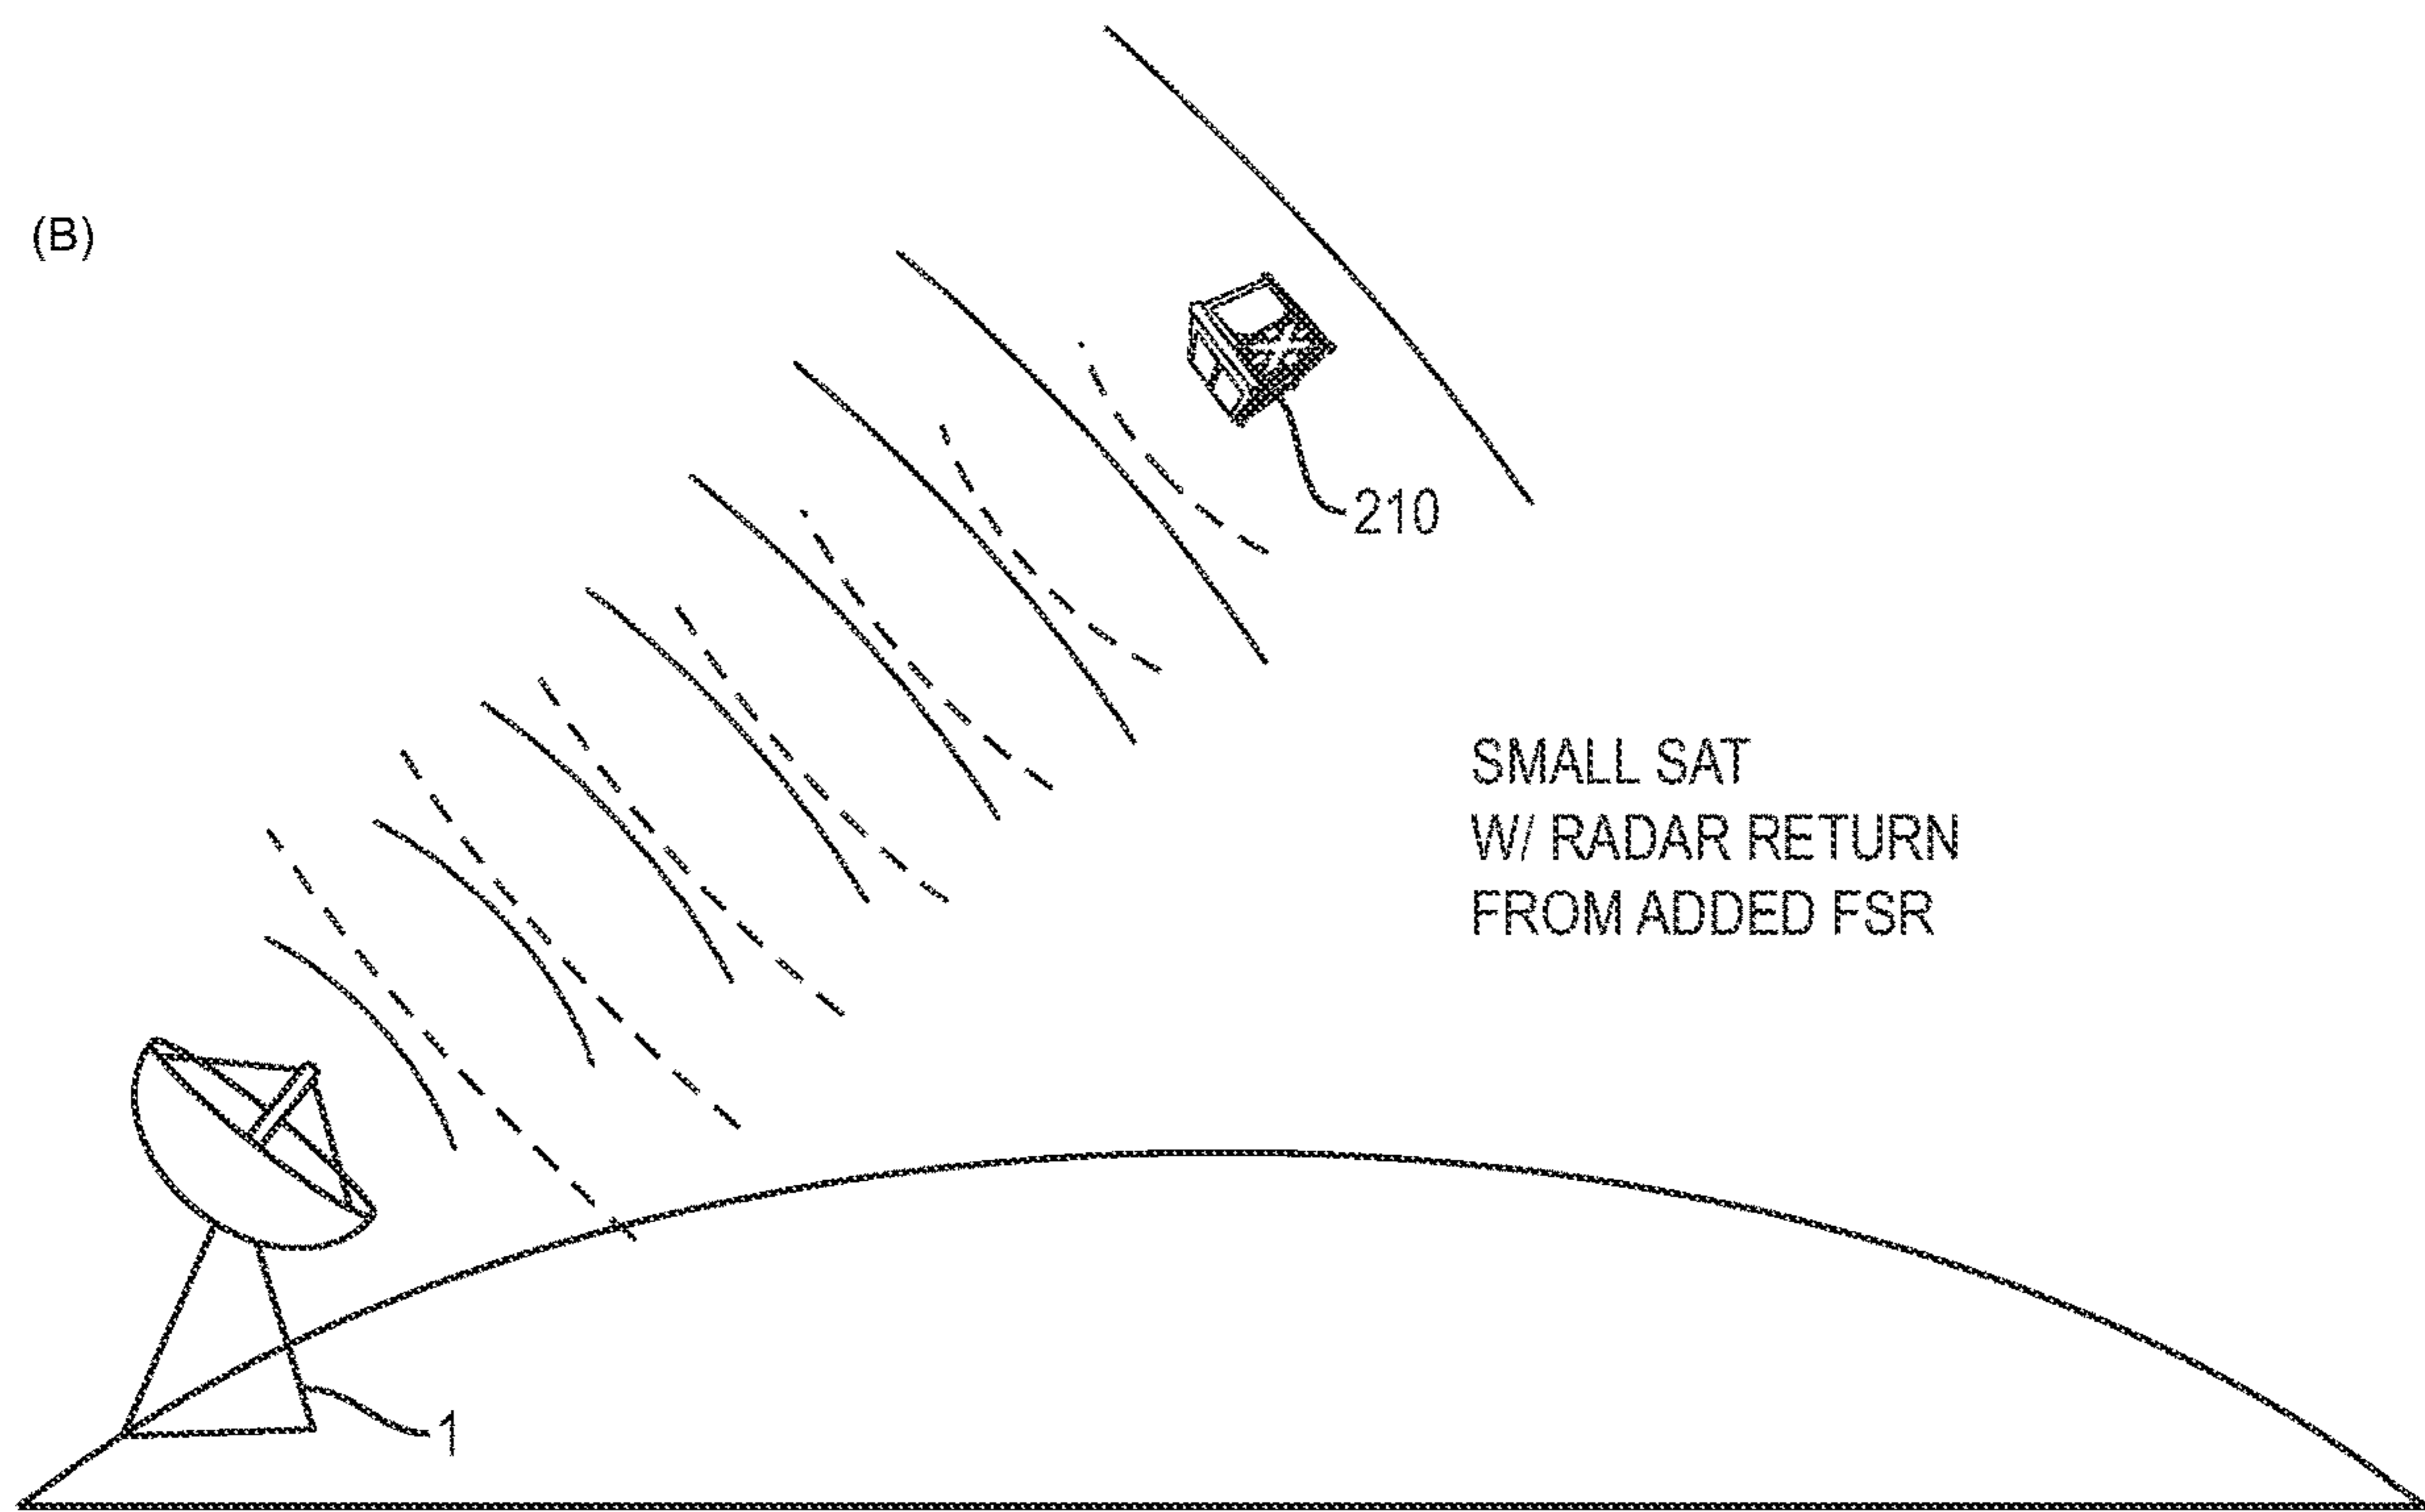 (B)
210
SMALL SAT
W/ RADAR RETURN
FROM ADDED FSR
1